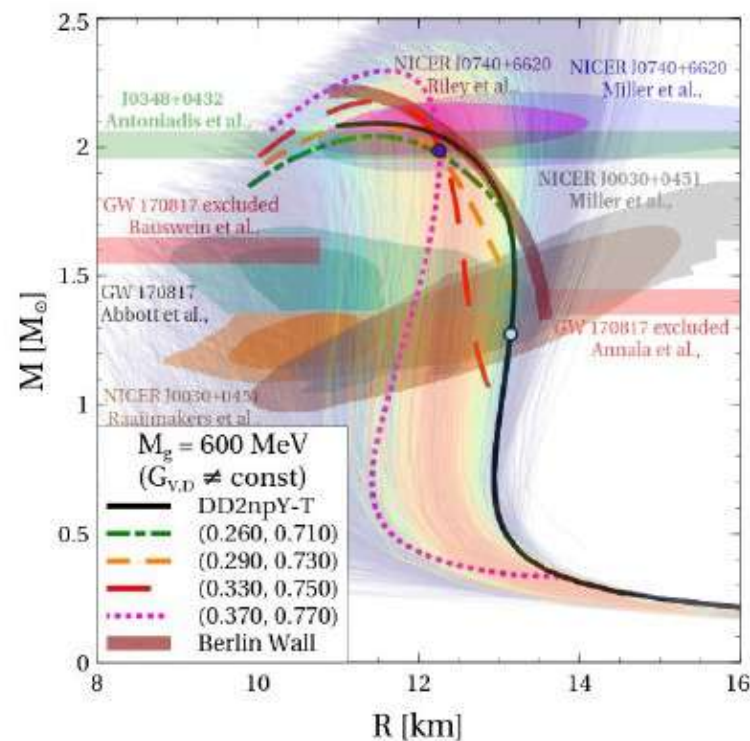 2.5
2
1.5
1
0.5
0
M [M⊙]
NICER J0740+6620
Riley et al.,
NICER J0740+6620
Miller et al.,
J0348+0432
Antoniadis et al.,
NICER J0030+0451
Miller et al.,
GW 170817 excluded
Bauswein et al.,
GW 170817
Abbott et al.,
GW 170817 excluded
Annala et al.,
NICER J0030+0451
Raaijmakers et al.,
M_g = 600 MeV
(G_V,D ≠ const)
DD2npY-T
(0.260, 0.710)
(0.290, 0.730)
(0.330, 0.750)
(0.370, 0.770)
Berlin Wall
8 10 12 14 16
R [km]